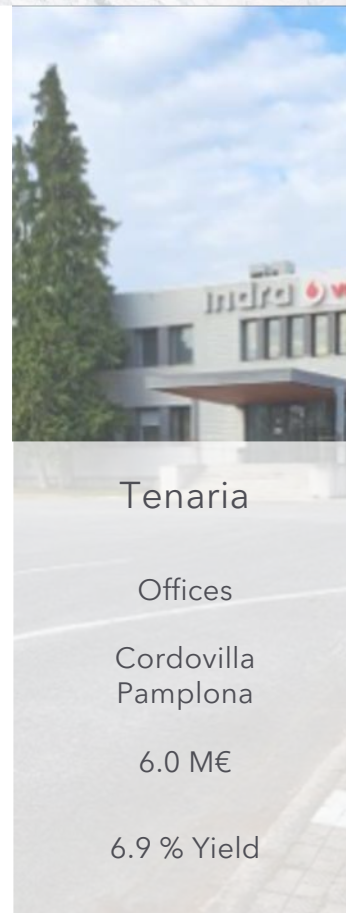 indra
Tenaria
Offices
Cordovilla
Pamplona
6.0 M€
6.9 % Yield